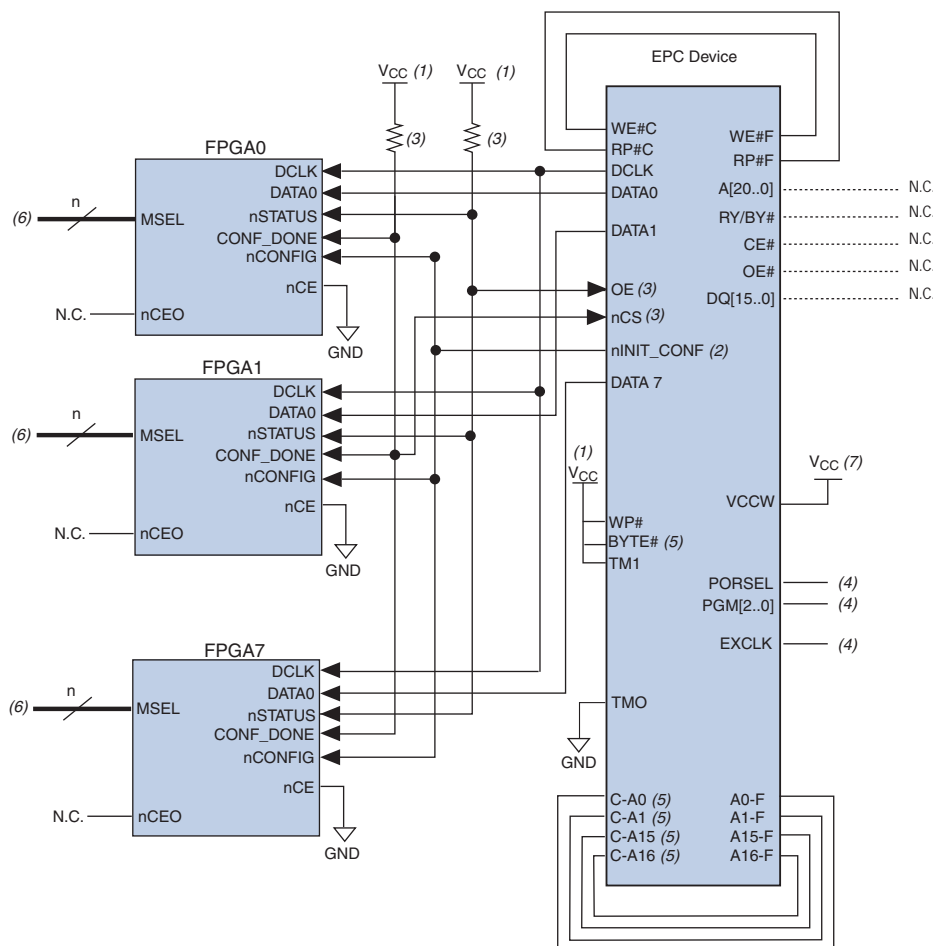 EPC Device
VCC (1)
VCC (1)
(3)
(3)
FPGA0
DCLK
DATA0
nSTATUS
CONF_DONE
nCONFIG
nCE
MSEL
nCEO
n
(6)
N.C.
GND
FPGA1
DCLK
DATA0
nSTATUS
CONF_DONE
nCONFIG
nCE
MSEL
nCEO
n
(6)
N.C.
GND
FPGA7
DCLK
DATA0
nSTATUS
CONF_DONE
nCONFIG
nCE
MSEL
nCEO
n
(6)
N.C.
GND
WE#C
RP#C
DCLK
DATA0
DATA1
OE (3)
nCS (3)
nINIT_CONF (2)
DATA 7
(1)
VCC
WP#
BYTE# (5)
TM1
TMO
GND
C-A0 (5)
C-A1 (5)
C-A15 (5)
C-A16 (5)
WE#F
RP#F
A[20..0] N.C.
RY/BY# N.C.
CE# N.C.
OE# N.C.
DQ[15..0] N.C.
VCC (7)
VCCW
PORSEL (4)
PGM[2..0] (4)
EXCLK (4)
A0-F
A1-F
A15-F
A16-F